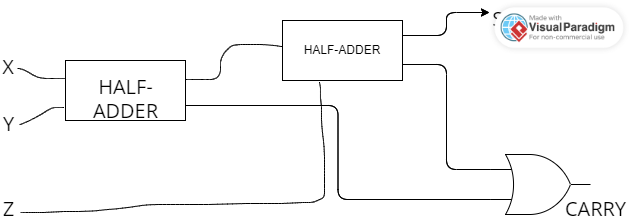 Made with
Visual Paradigm
For non-commercial use
HALF-ADDER
X
HALF-
ADDER
Y
Z
CARRY